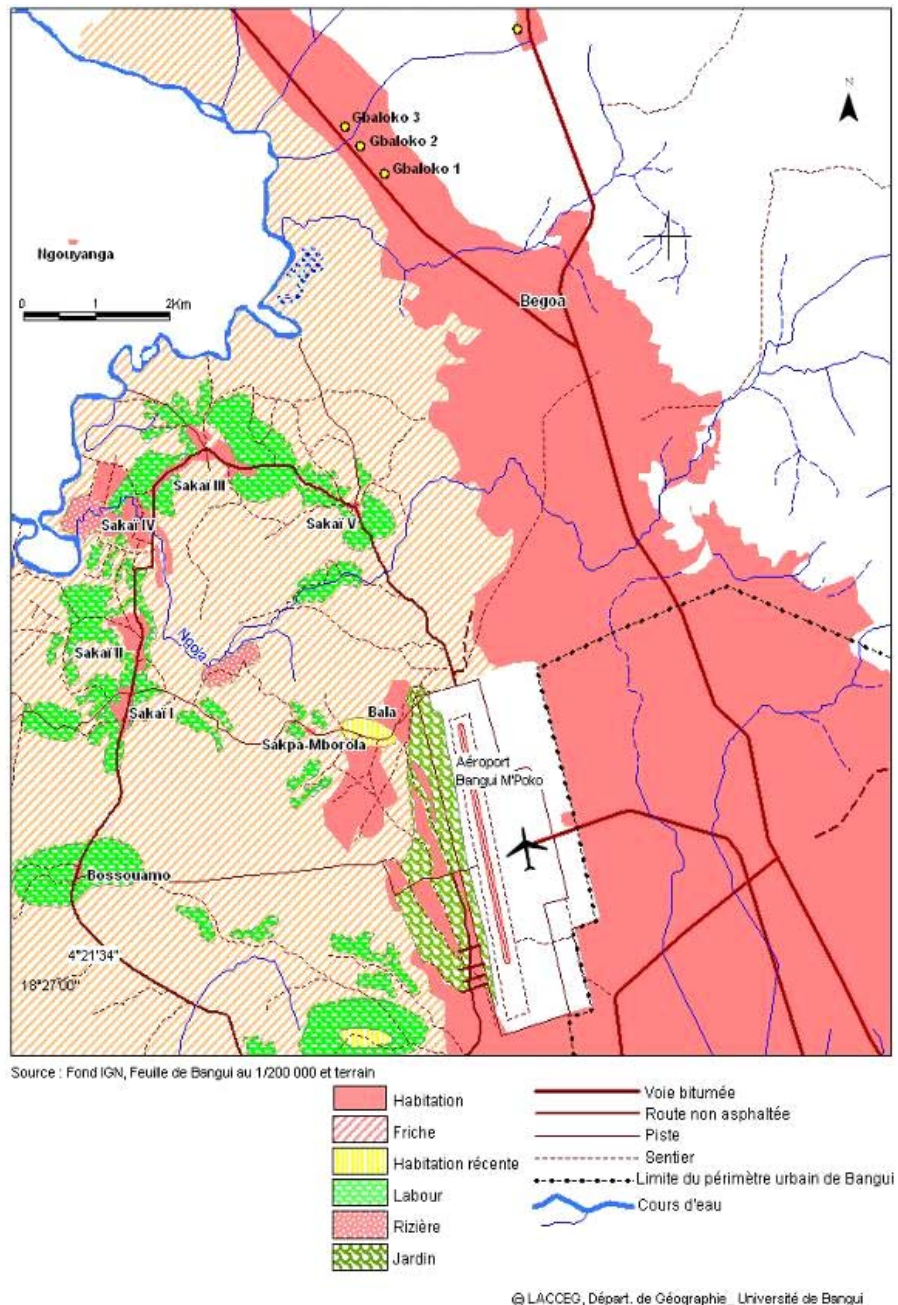 N
Gbaloko 3
Gbaloko 2
Gbaloko 1
Ngouyanga
0 1 2Km
Begoa
Sakaï III
Sakaï IV
Sakaï V
Ngoja
Sakaï II
Sakaï I
Bala
Sakpa-Mborola
Aéroport
Bangui M'Poko
Bossouamo
4°21'34"
18°27'00"
Source : Fond IGN, Feuille de Bangui au 1/200 000 et terrain
Habitation
Friche
Habitation récente
Labour
Rizière
Jardin
Voie bitumée
Route non asphaltée
Piste
Sentier
Limite du périmètre urbain de Bangui
Cours d'eau
@ LACCEG, Départ. de Géographie Université de Bangui